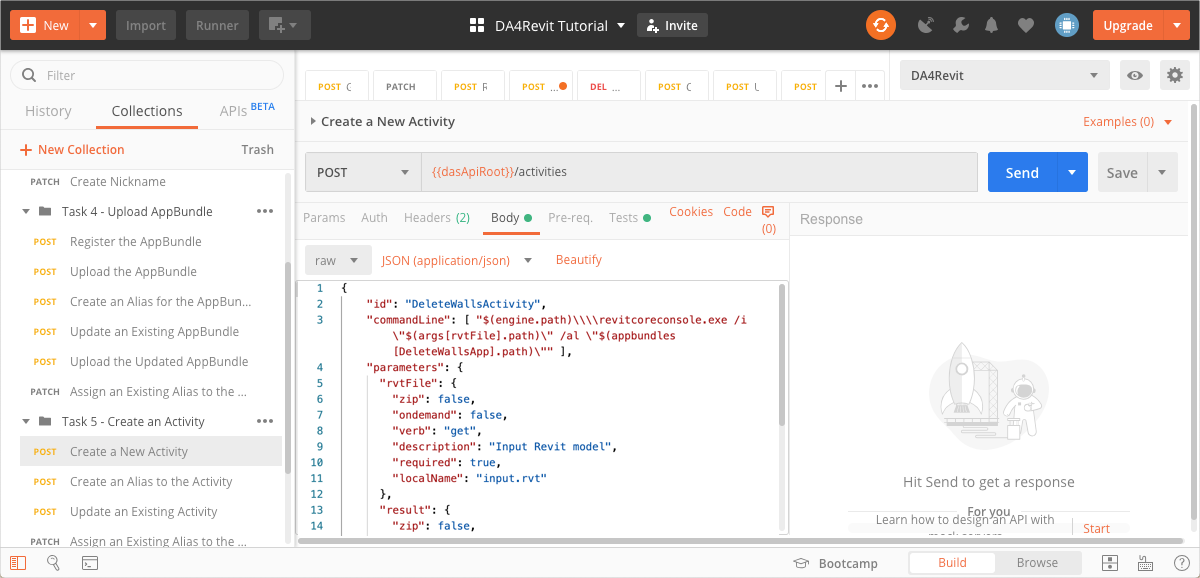 New
Import
Runner
DA4Revit Tutorial
Invite
Upgrade
Filter
History
Collections
APIs BETA
New Collection
Trash
PATCH Create Nickname
Task 4 - Upload AppBundle
POST Register the AppBundle
POST Upload the AppBundle
POST Create an Alias for the AppBun...
POST Update an Existing AppBundle
POST Upload the Updated AppBundle
PATCH Assign an Existing Alias to the ...
Task 5 - Create an Activity
POST Create a New Activity
POST Create an Alias to the Activity
POST Update an Existing Activity
PATCH Assign an Existing Alias to the ...
POST
PATCH
POST
POST ...
DEL ...
POST
POST
POST
DA4Revit
Create a New Activity
Examples (0)
POST
{{dasApiRoot}}/activities
Send
Save
Params
Auth
Headers (2)
Body
Pre-req.
Tests
Cookies
Code
(0)
Response
raw
JSON (application/json)
Beautify
1 {
2 "id": "DeleteWallsActivity",
3 "commandLine": [ "$(engine.path)\\\\revitcoreconsole.exe /i
\"$(args[rvtFile].path)\" /al \"$(appbundles
[DeleteWallsApp].path)\"" ],
4 "parameters": {
5 "rvtFile": {
6 "zip": false,
7 "ondemand": false,
8 "verb": "get",
9 "description": "Input Revit model",
10 "required": true,
11 "localName": "input.rvt"
12 },
13 "result": {
14 "zip": false,
Hit Send to get a response
For you
Learn how to design an API with
Start
Bootcamp
Build
Browse